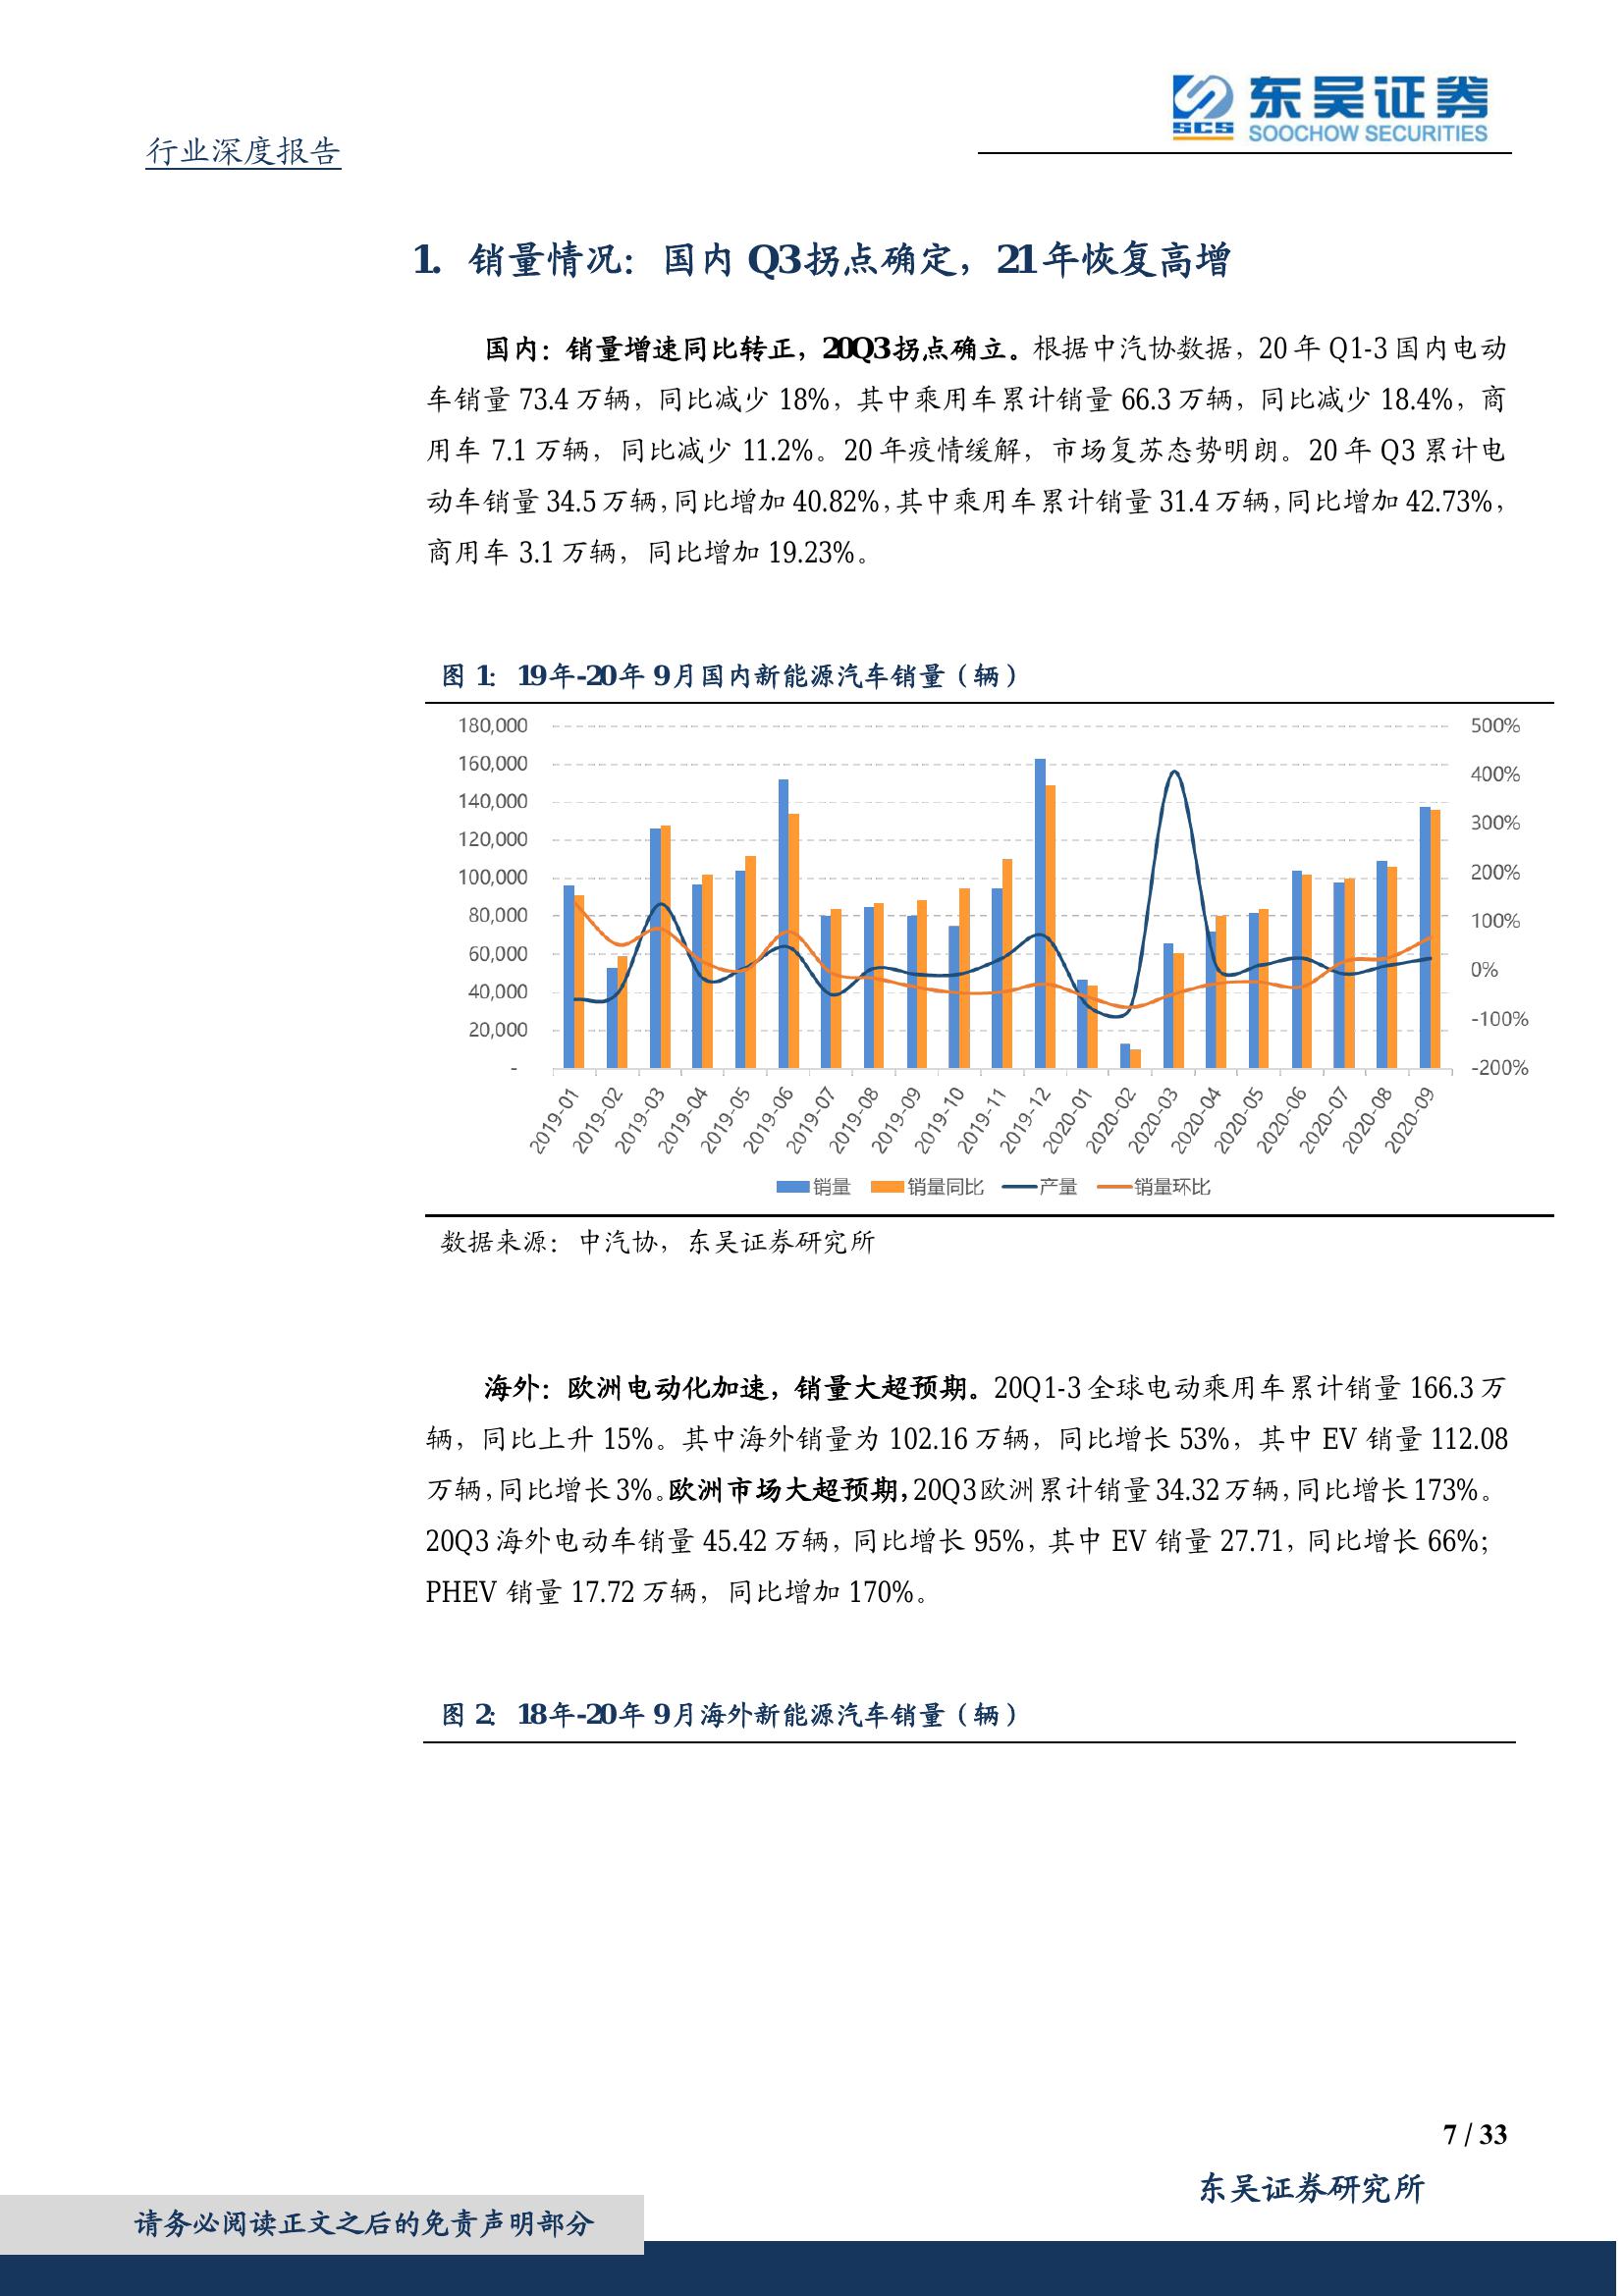 行业深度报告
SCS 东吴证券
SOOCHOW SECURITIES
1. 销量情况：国内 Q3拐点确定，21年恢复高增
国内：销量增速同比转正，20Q3拐点确立。根据中汽协数据，20 年 Q1-3 国内电动
车销量 73.4 万辆，同比减少 18%，其中乘用车累计销量 66.3 万辆，同比减少 18.4%，商
用车 7.1 万辆，同比减少 11.2%。20 年疫情缓解，市场复苏态势明朗。20 年 Q3 累计电
动车销量 34.5 万辆，同比增加 40.82%，其中乘用车累计销量 31.4 万辆，同比增加 42.73%，
商用车 3.1 万辆，同比增加 19.23%。
图 1：19年-20年 9月国内新能源汽车销量（辆）
180,000
160,000
140,000
120,000
100,000
80,000
60,000
40,000
20,000
-
500%
400%
300%
200%
100%
0%
-100%
-200%
2019-01 2019-02 2019-03 2019-04 2019-05 2019-06 2019-07 2019-08 2019-09 2019-10 2019-11 2019-12 2020-01 2020-02 2020-03 2020-04 2020-05 2020-06 2020-07 2020-08 2020-09
销量 销量同比 产量 销量环比
数据来源：中汽协，东吴证券研究所
海外：欧洲电动化加速，销量大超预期。20Q1-3 全球电动乘用车累计销量 166.3 万
辆，同比上升 15%。其中海外销量为 102.16 万辆，同比增长 53%，其中 EV 销量 112.08
万辆，同比增长 3%。欧洲市场大超预期，20Q3 欧洲累计销量 34.32 万辆，同比增长 173%。
20Q3 海外电动车销量 45.42 万辆，同比增长 95%，其中 EV 销量 27.71，同比增长 66%；
PHEV 销量 17.72 万辆，同比增加 170%。
图 2：18年-20年 9月海外新能源汽车销量（辆）
7 / 33
东吴证券研究所
请务必阅读正文之后的免责声明部分